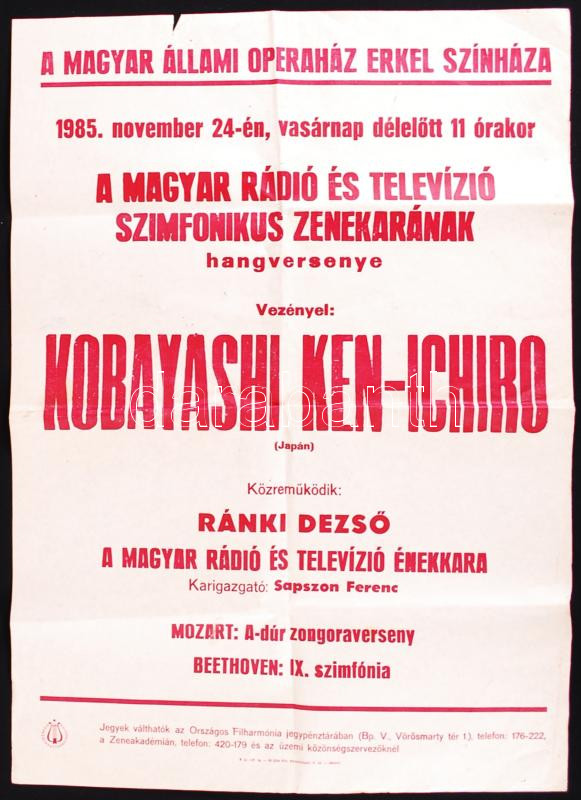 A MAGYAR ÁLLAMI OPERAHÁZ ERKEL SZÍNHÁZA
1985. november 24-én, vasárnap délelőtt 11 órakor
A MAGYAR RÁDIÓ ÉS TELEVÍZIÓ
SZIMFONIKUS ZENEKARÁNAK
hangversenye
Vezényel:
KOBAYASHI KEN-ICHIRO
darabanth
(Japán)
Közreműködik:
RÁNKI DEZSŐ
A MAGYAR RÁDIÓ ÉS TELEVÍZIÓ ÉNEKKARA
Karigazgató: Sapszon Ferenc
MOZART: A-dúr zongoraverseny
BEETHOVEN: IX. szimfónia
Jegyek válthatók az Országos Filharmónia jegypénztárában (Bp. V., Vörösmarty tér 1.), telefon: 176-222,
a Zeneakadémián, telefon: 420-179 és az üzemi közönségszervezőknél